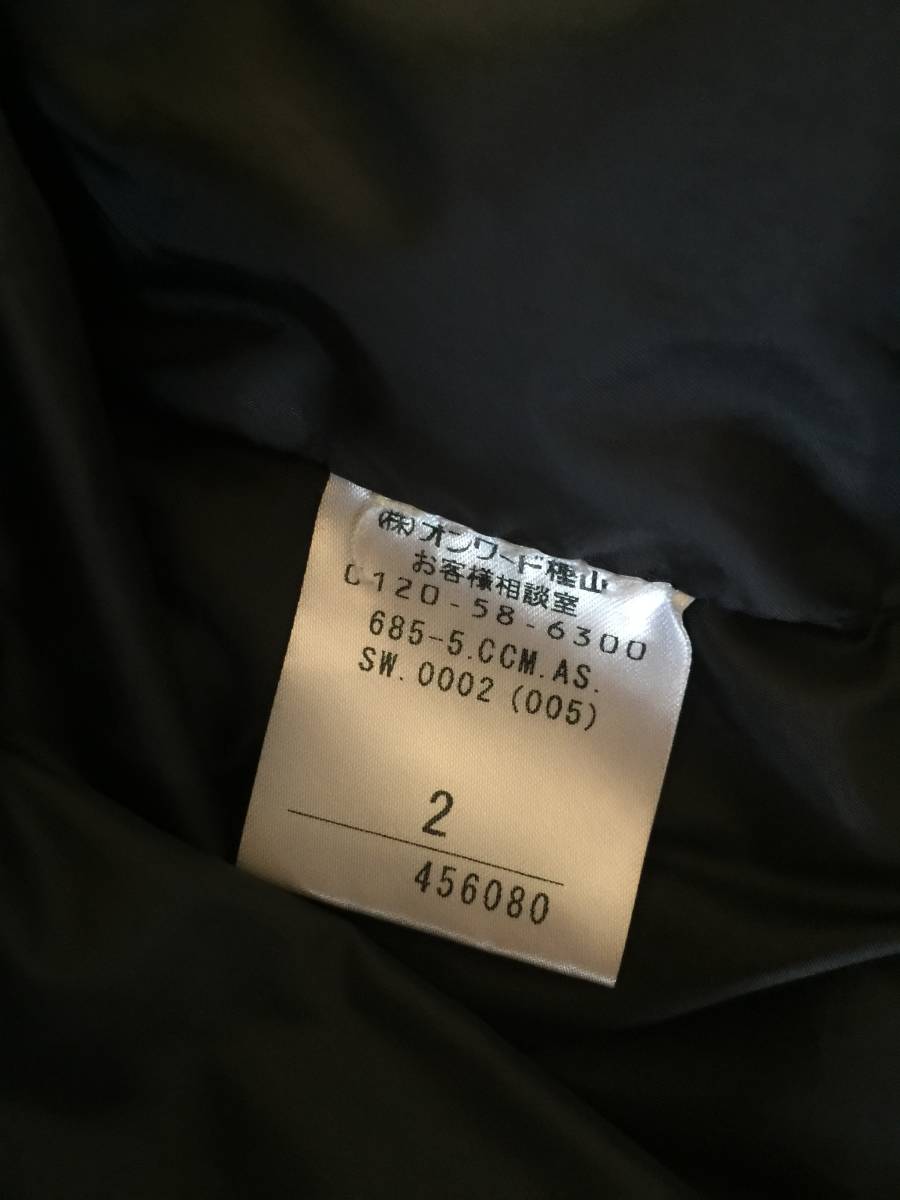 (株)オンワード樫山
お客様相談室
0120-58-6300
685-5.CCM.AS.
SW.0002 (005)
2
456080